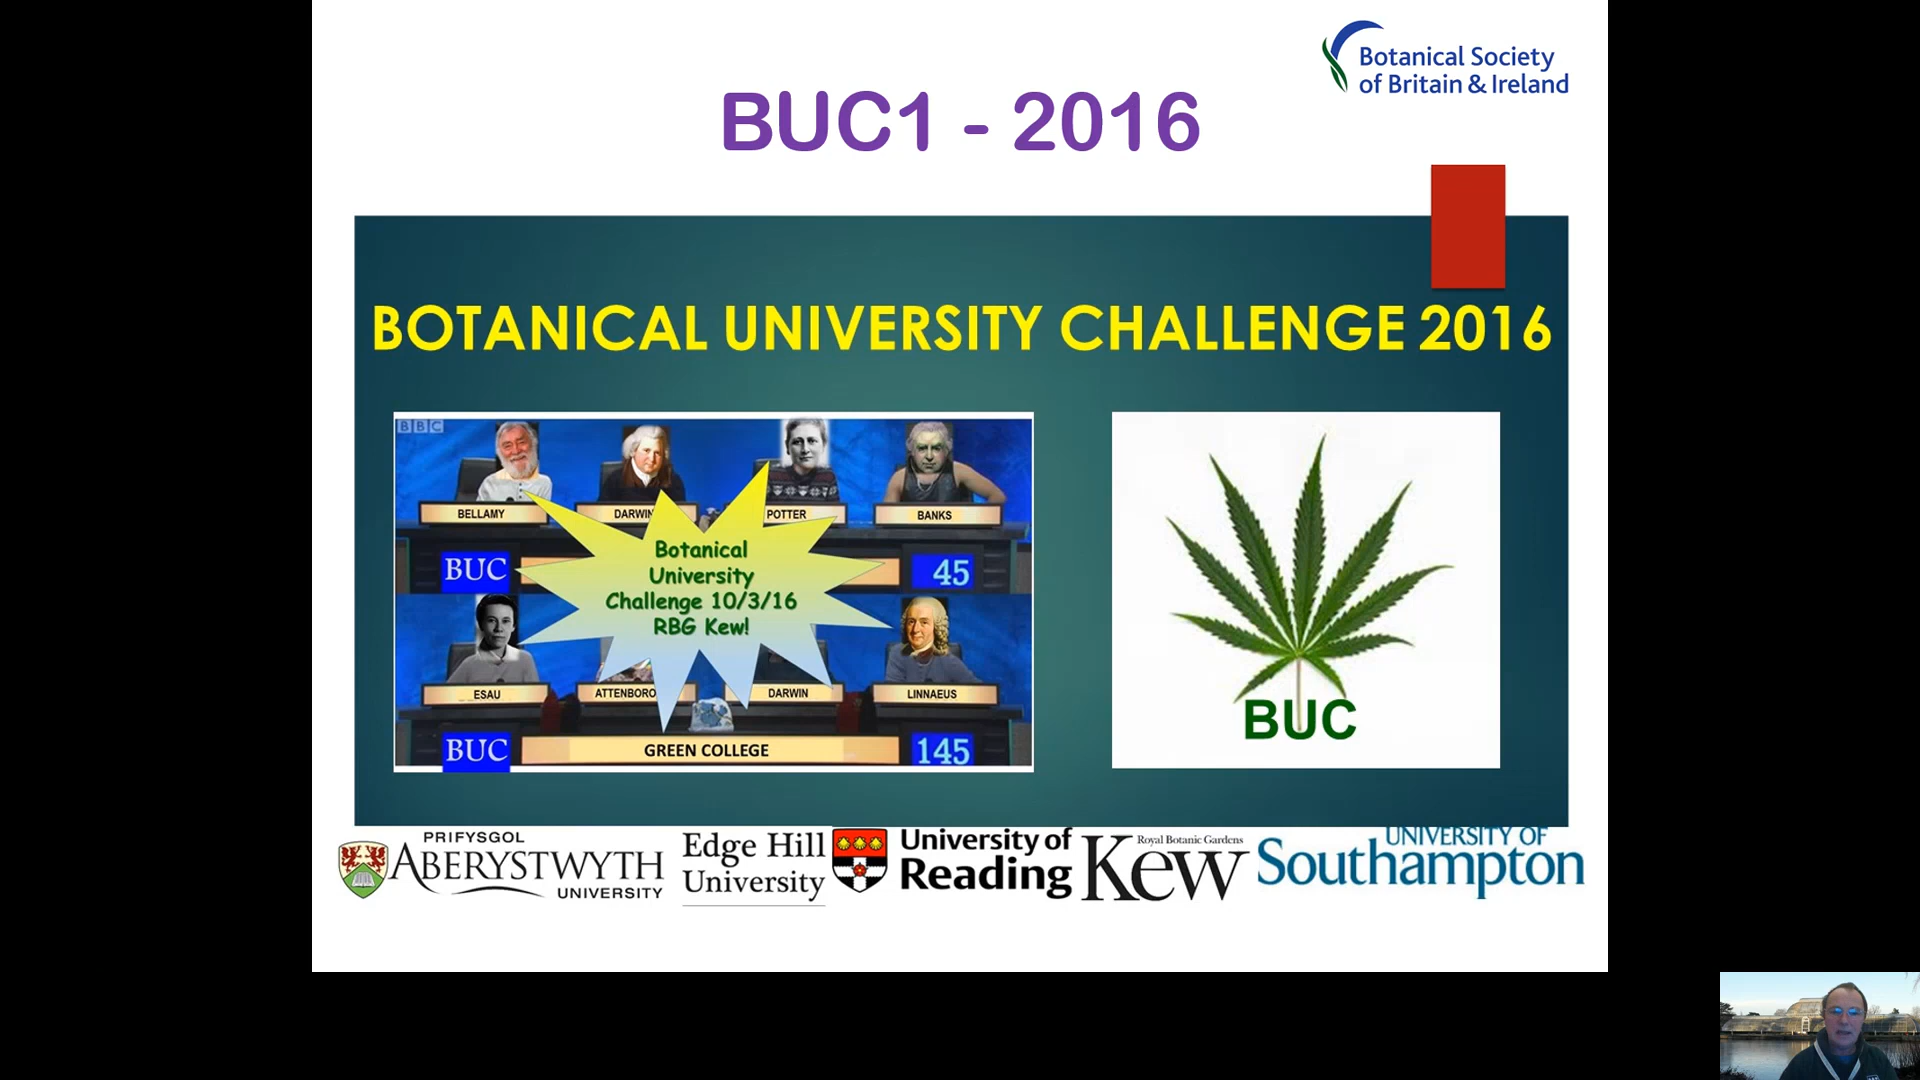 Botanical Society
of Britain & Ireland
BUC1 - 2016
BOTANICAL UNIVERSITY CHALLENGE 2016
BBC
BELLAMY
DARWIN
POTTER
BANKS
Botanical
University
Challenge 10/3/16
RBG Kew!
BUC
45
ESAU
ATTENBORO
DARWIN
LINNAEUS
BUC
GREEN COLLEGE
145
BUC
PRIFYSGOL
ABERYSTWYTH
UNIVERSITY
Edge Hill
University
University of
Reading
Royal Botanic Gardens
Kew
UNIVERSITY OF
Southampton